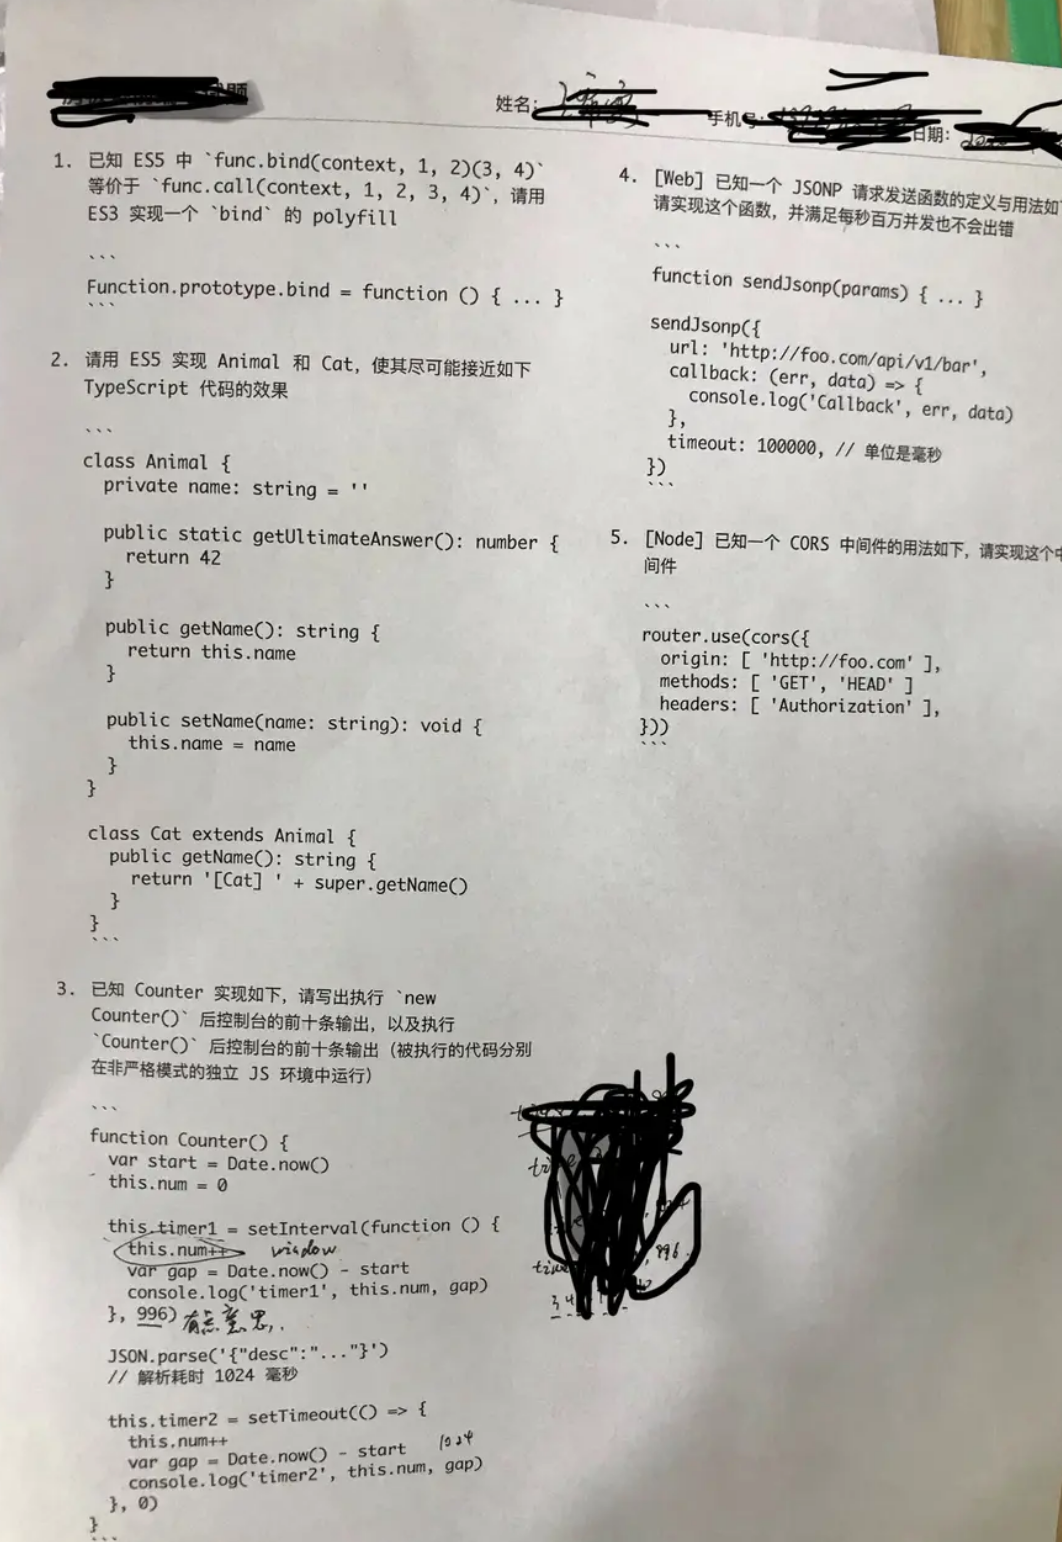 题
姓名:
手机号:
日期:
1. 已知 ES5 中 `func.bind(context, 1, 2)(3, 4)`
等价于 `func.call(context, 1, 2, 3, 4)`, 请用
ES3 实现一个 `bind` 的 polyfill
```
Function.prototype.bind = function () { ... }
```
2. 请用 ES5 实现 Animal 和 Cat, 使其尽可能接近如下
TypeScript 代码的效果
```
class Animal {
private name: string = ''
public static getUltimateAnswer(): number {
return 42
}
public getName(): string {
return this.name
}
public setName(name: string): void {
this.name = name
}
}
class Cat extends Animal {
public getName(): string {
return '[Cat] ' + super.getName()
}
}
```
3. 已知 Counter 实现如下, 请写出执行 `new
Counter()` 后控制台的前十条输出, 以及执行
`Counter()` 后控制台的前十条输出 (被执行的代码分别
在非严格模式的独立 JS 环境中运行)
```
function Counter() {
var start = Date.now()
this.num = 0
this.timer1 = setInterval(function () {
this.num++ window
var gap = Date.now() - start
console.log('timer1', this.num, gap)
}, 996) 有点意思,.
JSON.parse('{"desc":"..."}')
// 解析耗时 1024 毫秒
this.timer2 = setTimeout(() => {
this.num++
var gap = Date.now() - start 1024
console.log('timer2', this.num, gap)
}, 0)
}
```
4. [Web] 已知一个 JSONP 请求发送函数的定义与用法如
请实现这个函数, 并满足每秒百万并发也不会出错
```
function sendJsonp(params) { ... }
sendJsonp({
url: 'http://foo.com/api/v1/bar',
callback: (err, data) => {
console.log('Callback', err, data)
},
timeout: 100000, // 单位是毫秒
})
```
5. [Node] 已知一个 CORS 中间件的用法如下, 请实现这个中
间件
```
router.use(cors({
origin: [ 'http://foo.com' ],
methods: [ 'GET', 'HEAD' ]
headers: [ 'Authorization' ],
}))
```
896.